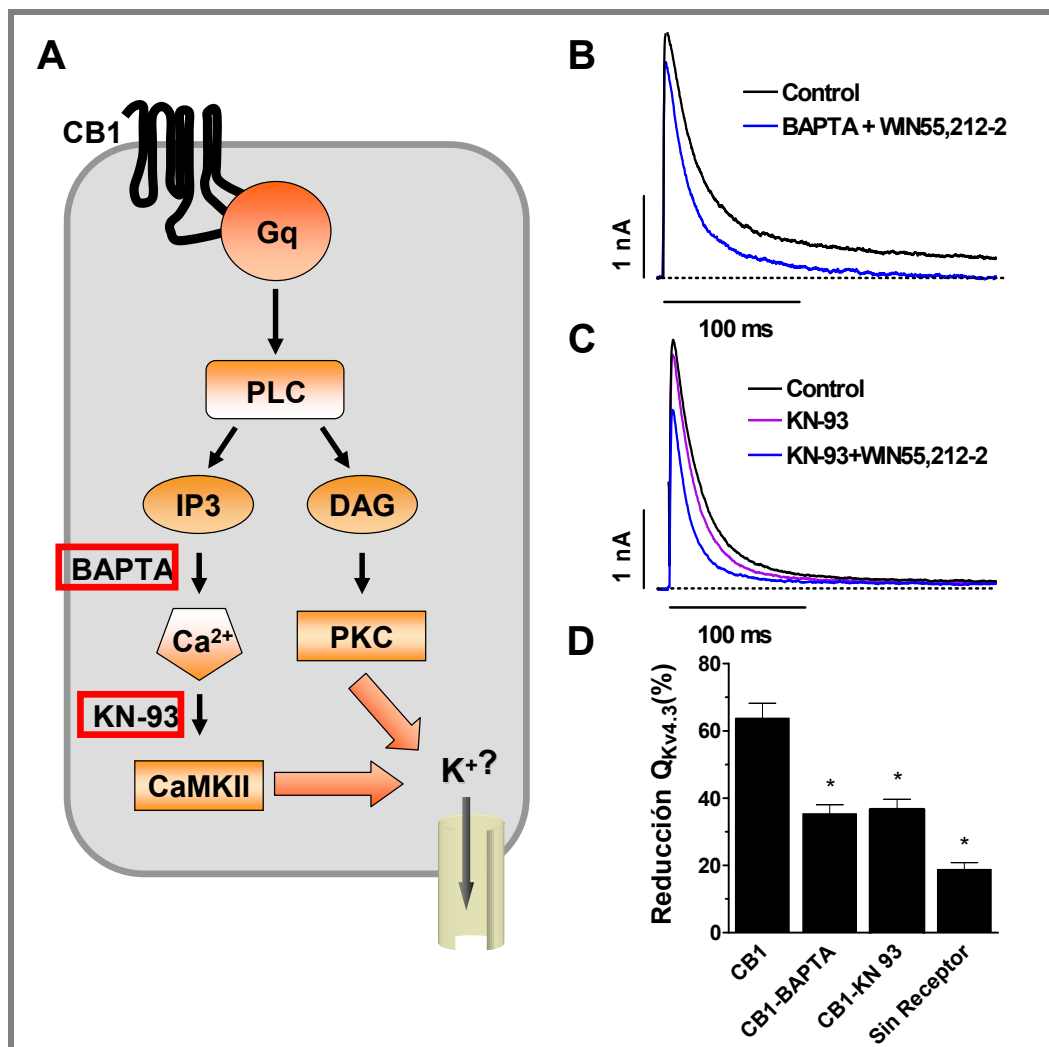 A
CB1
Gq
PLC
IP3
DAG
BAPTA
Ca²⁺
PKC
KN-93
CaMKII
K⁺?
B
Control
BAPTA + WIN55,212-2
1 nA
100 ms
C
Control
KN-93
KN-93+WIN55,212-2
1 nA
100 ms
D
Reducción Q_Kv4.3(%)
80
60
40
20
0
* * *
CB1
CB1-BAPTA
CB1-KN 93
Sin Receptor